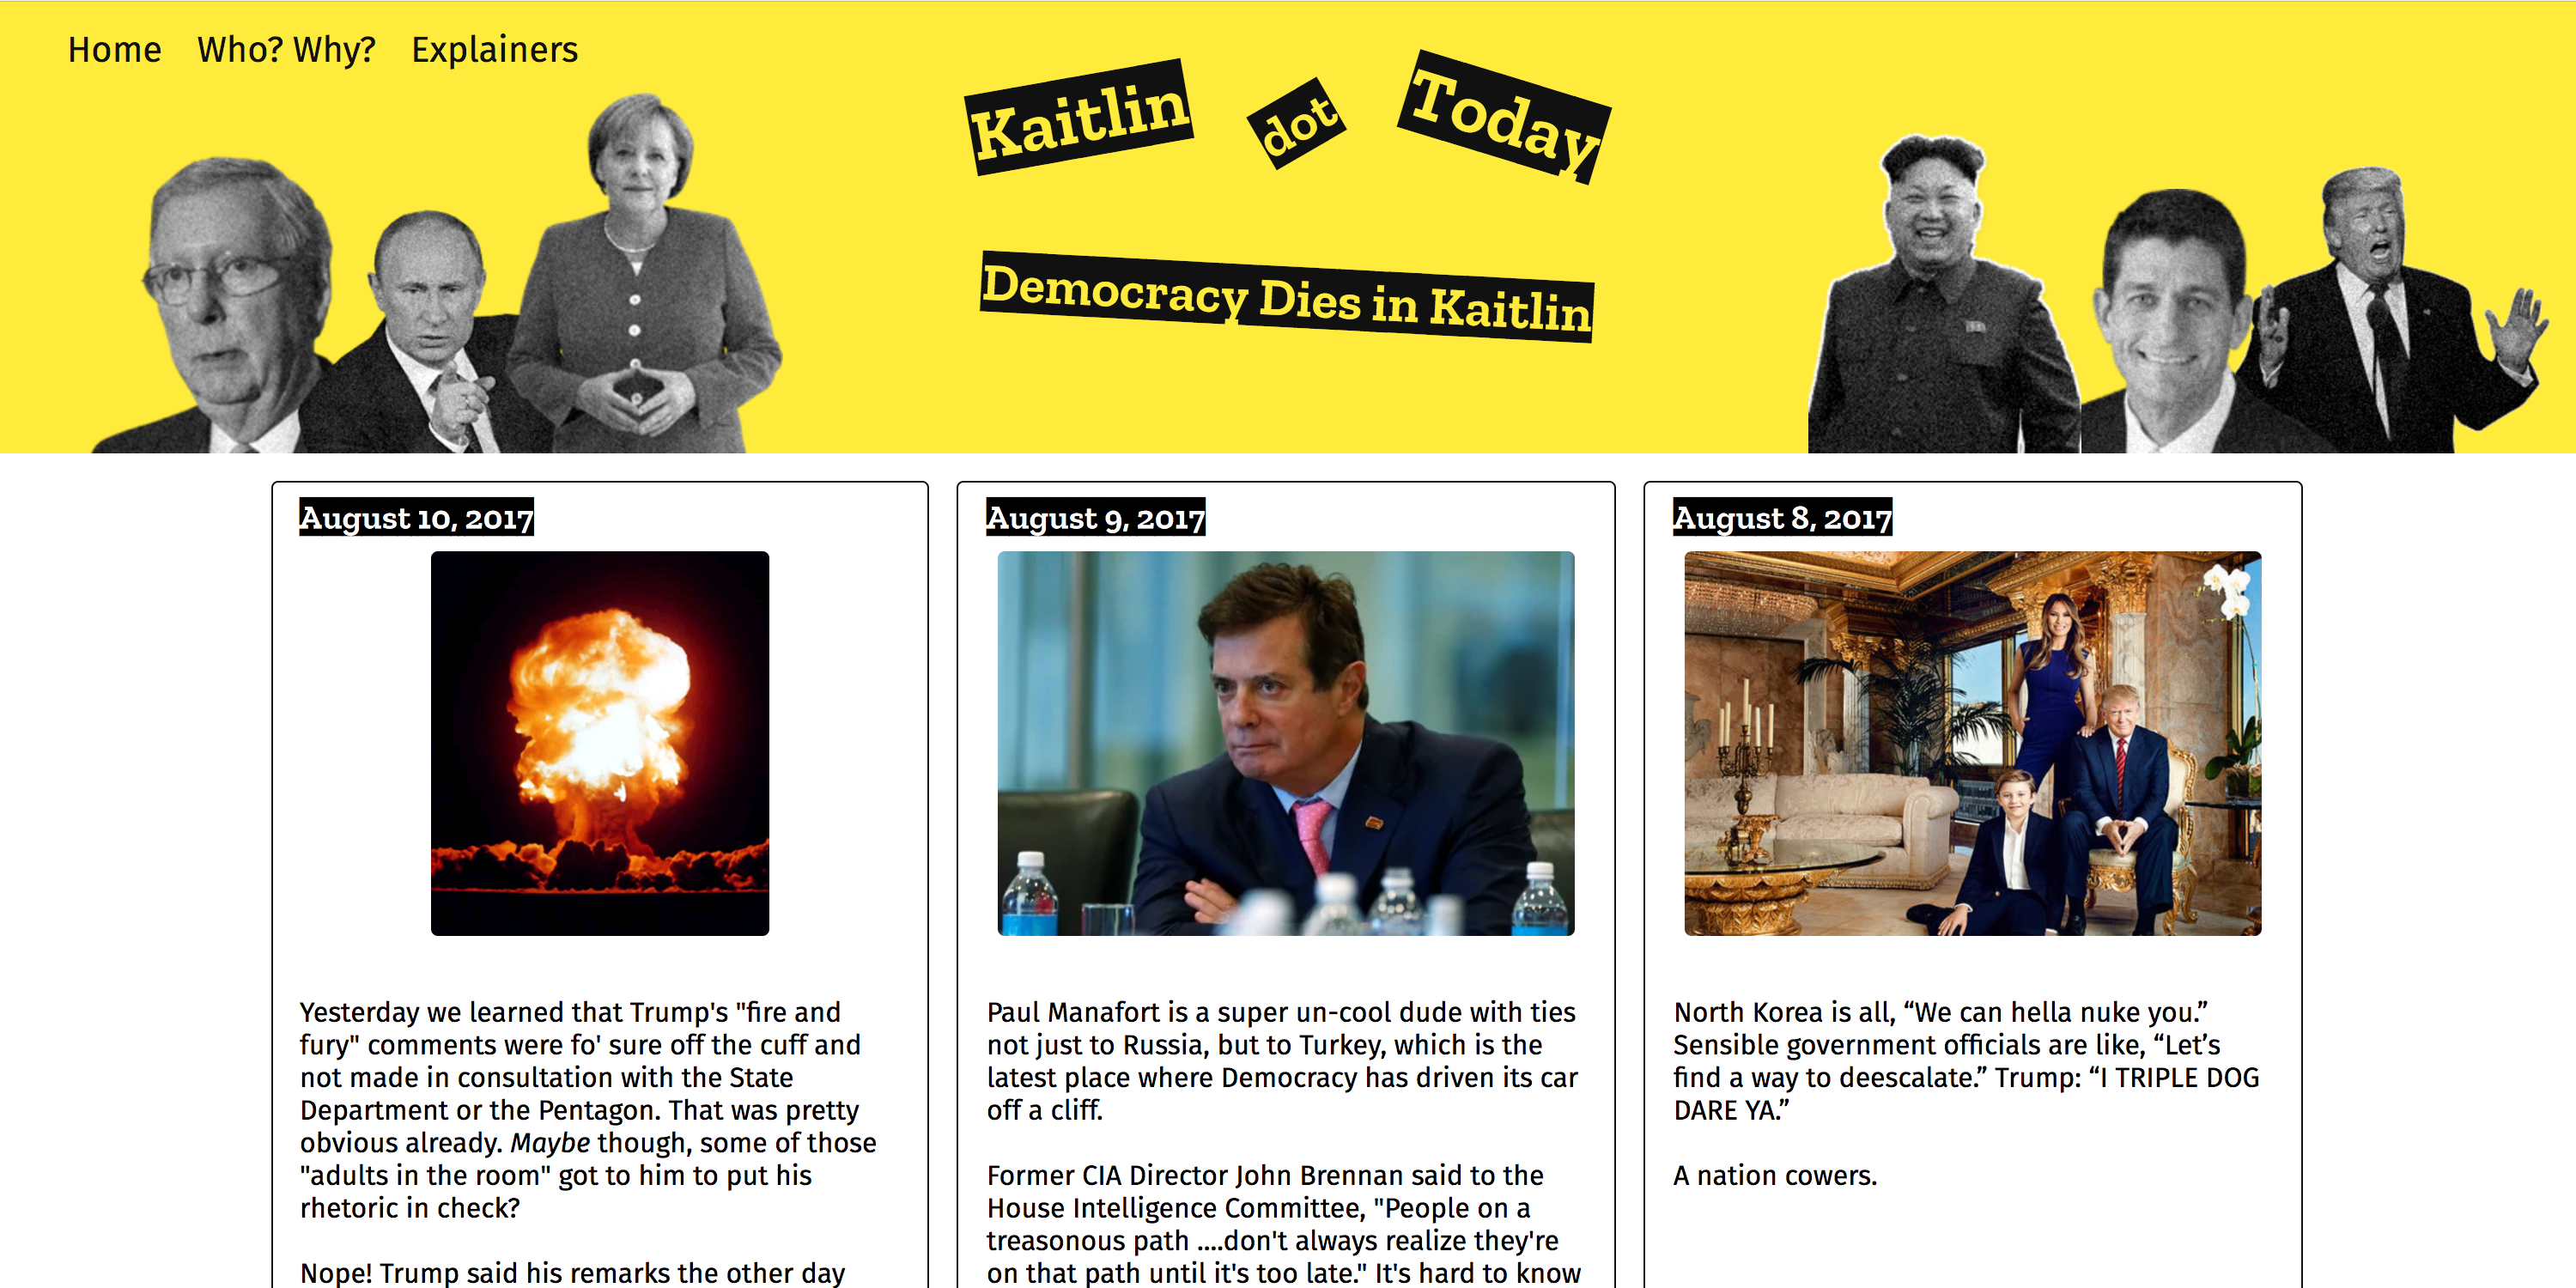 Home Who? Why? Explainers
Kaitlin dot Today
Democracy Dies in Kaitlin
August 10, 2017
Yesterday we learned that Trump's "fire and
fury" comments were fo' sure off the cuff and
not made in consultation with the State
Department or the Pentagon. That was pretty
obvious already. Maybe though, some of those
"adults in the room" got to him to put his
rhetoric in check?
Nope! Trump said his remarks the other day
August 9, 2017
Paul Manafort is a super un-cool dude with ties
not just to Russia, but to Turkey, which is the
latest place where Democracy has driven its car
off a cliff.
Former CIA Director John Brennan said to the
House Intelligence Committee, "People on a
treasonous path ....don't always realize they're
on that path until it's too late." It's hard to know
August 8, 2017
North Korea is all, “We can hella nuke you.”
Sensible government officials are like, “Let’s
find a way to deescalate.” Trump: “I TRIPLE DOG
DARE YA.”
A nation cowers.